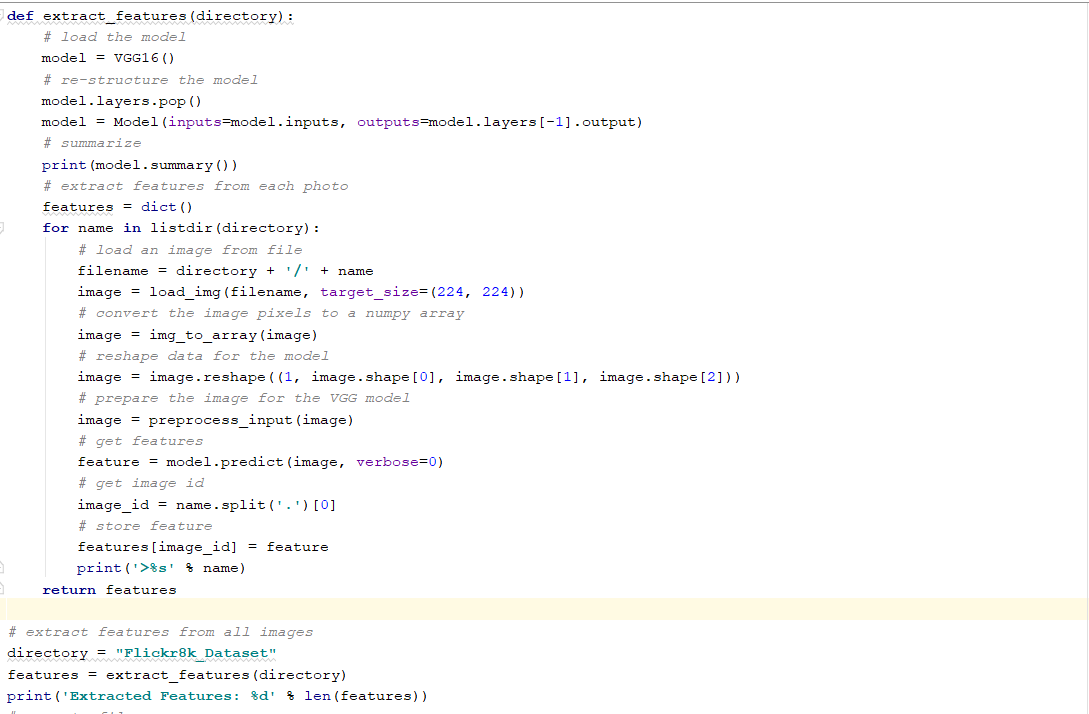 def extract_features(directory):
    # load the model
    model = VGG16()
    # re-structure the model
    model.layers.pop()
    model = Model(inputs=model.inputs, outputs=model.layers[-1].output)
    # summarize
    print(model.summary())
    # extract features from each photo
    features = dict()
    for name in listdir(directory):
        # load an image from file
        filename = directory + '/' + name
        image = load_img(filename, target_size=(224, 224))
        # convert the image pixels to a numpy array
        image = img_to_array(image)
        # reshape data for the model
        image = image.reshape((1, image.shape[0], image.shape[1], image.shape[2]))
        # prepare the image for the VGG model
        image = preprocess_input(image)
        # get features
        feature = model.predict(image, verbose=0)
        # get image id
        image_id = name.split('.')[0]
        # store feature
        features[image_id] = feature
        print('>%s' % name)
    return features
# extract features from all images
directory = "Flickr8k_Dataset"
features = extract_features(directory)
print('Extracted Features: %d' % len(features))